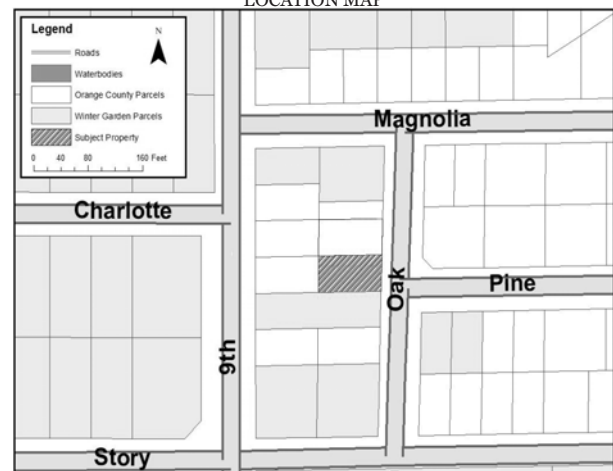 LOCATION MAP
Legend
N
Roads
Waterbodies
Orange County Parcels
Winter Garden Parcels
Subject Property
0 40 80 160 Feet
Magnolia
Charlotte
Pine
Oak
9th
Story